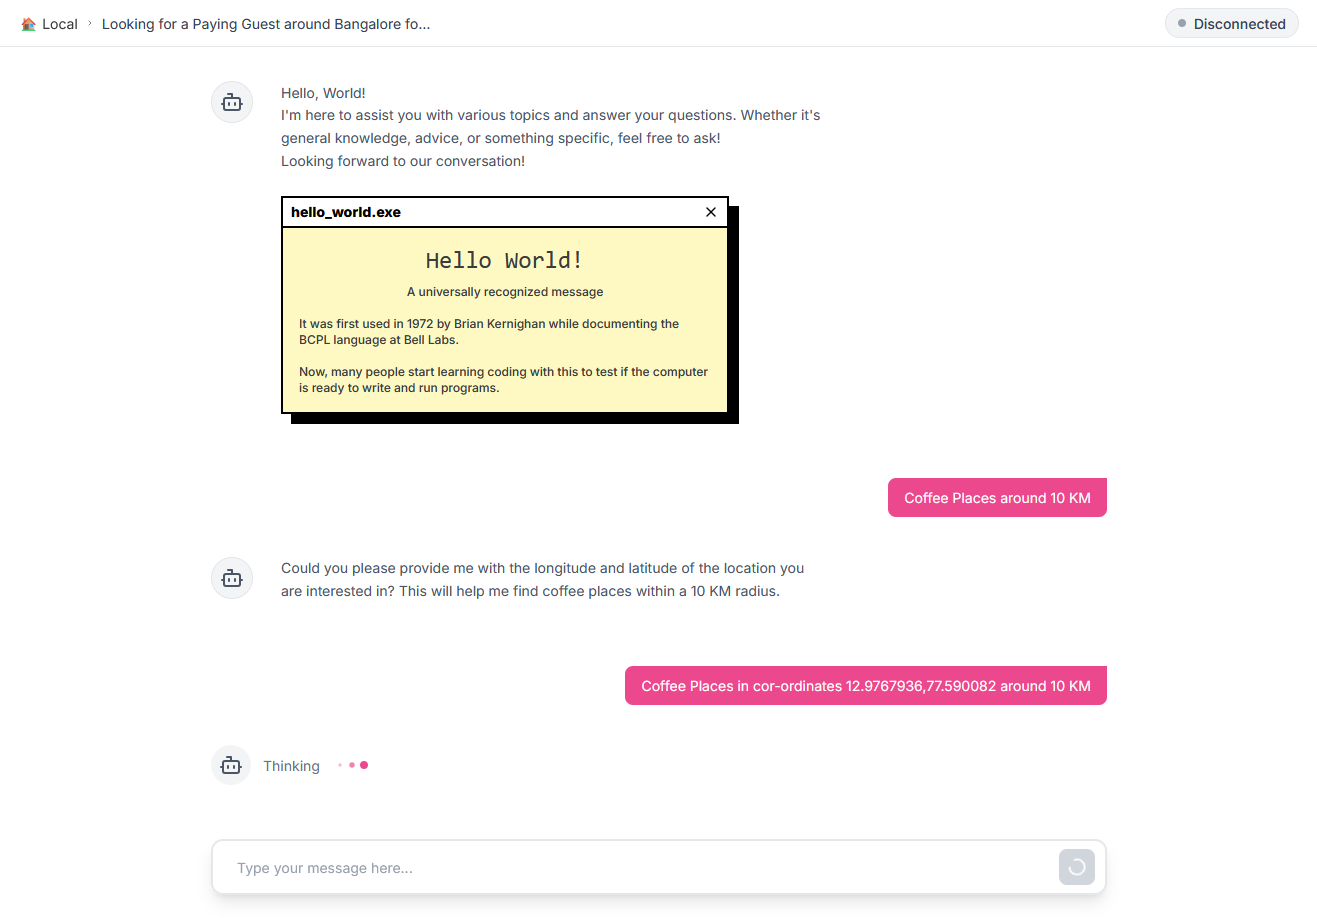 Local › Looking for a Paying Guest around Bangalore fo...
Disconnected
Hello, World!
I'm here to assist you with various topics and answer your questions. Whether it's
general knowledge, advice, or something specific, feel free to ask!
Looking forward to our conversation!
hello_world.exe
Hello World!
A universally recognized message
It was first used in 1972 by Brian Kernighan while documenting the
BCPL language at Bell Labs.
Now, many people start learning coding with this to test if the computer
is ready to write and run programs.
Coffee Places around 10 KM
Could you please provide me with the longitude and latitude of the location you
are interested in? This will help me find coffee places within a 10 KM radius.
Coffee Places in cor-ordinates 12.9767936,77.590082 around 10 KM
Thinking
Type your message here...